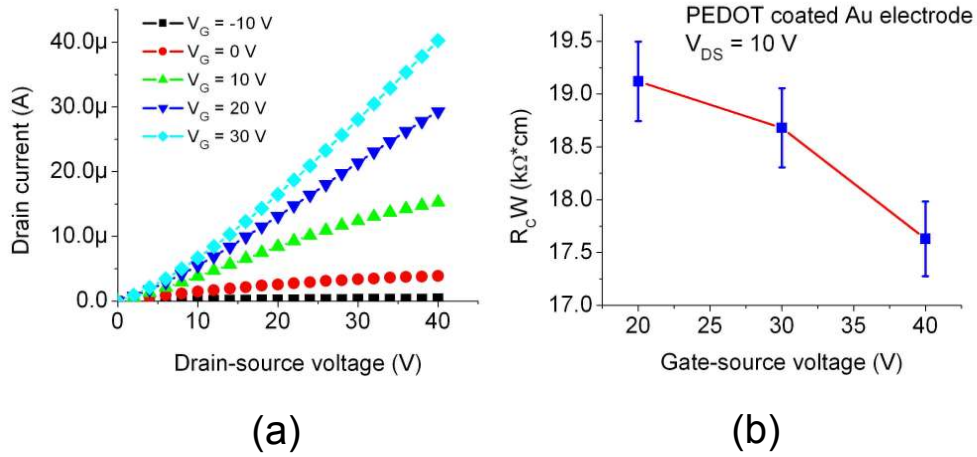 40.0µ
30.0µ
20.0µ
10.0µ
0.0
Drain current (A)
V_G = -10 V
V_G = 0 V
V_G = 10 V
V_G = 20 V
V_G = 30 V
0 10 20 30 40
Drain-source voltage (V)
(a)
PEDOT coated Au electrode
V_DS = 10 V
19.5
19.0
18.5
18.0
17.5
17.0
R_CW (kΩ*cm)
20 25 30 35 40
Gate-source voltage (V)
(b)